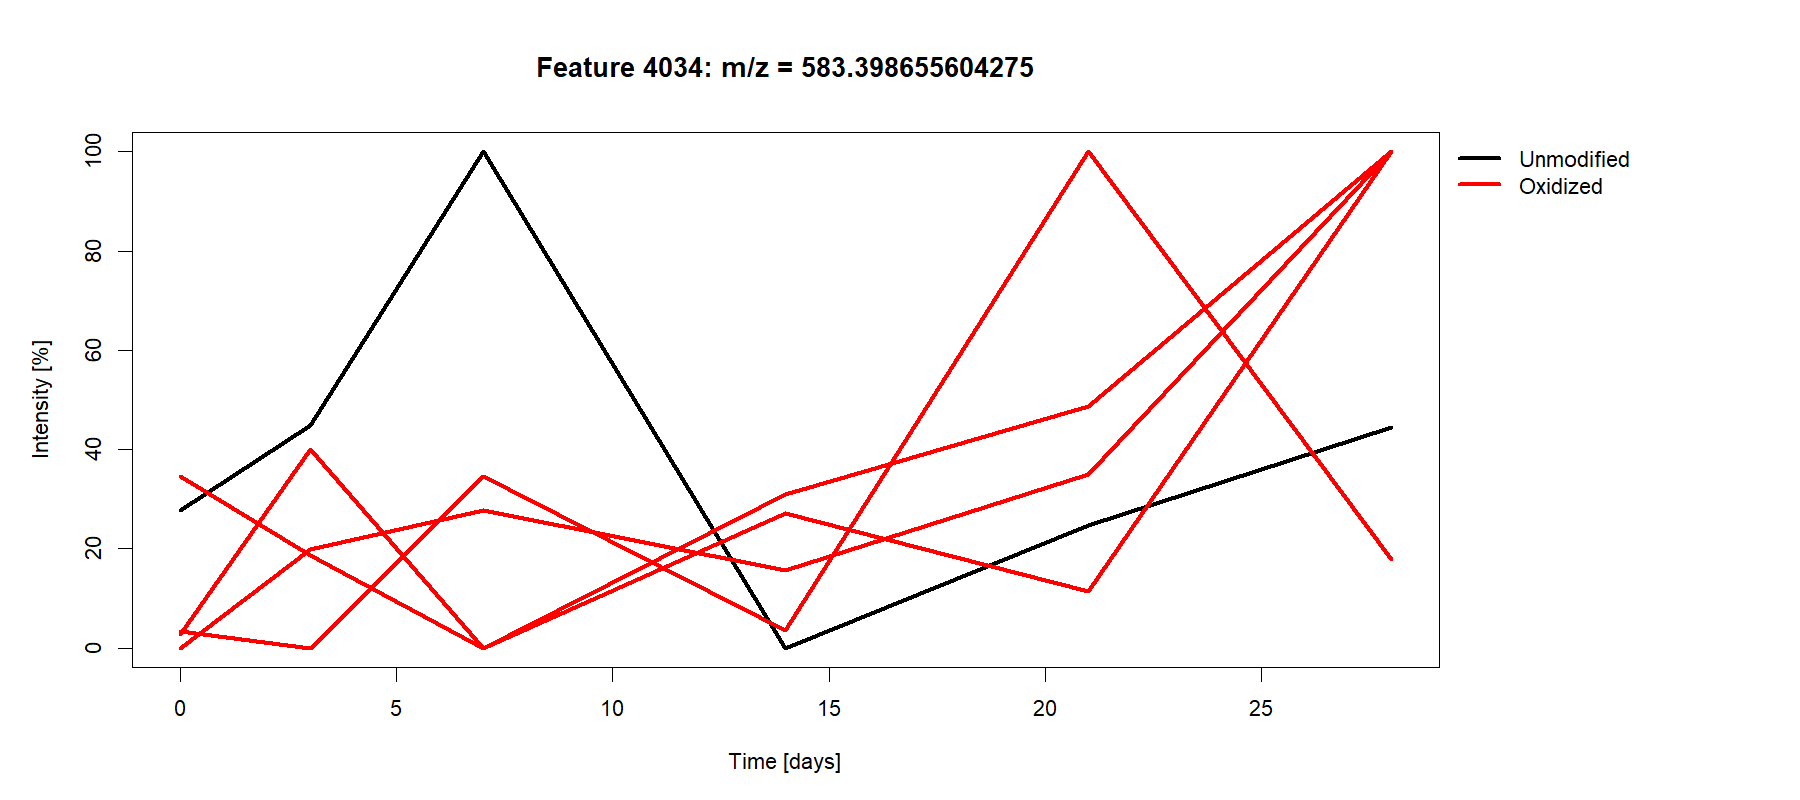 Feature 4034: m/z = 583.398655604275
Unmodified
Oxidized
100
80
60
40
20
0
Intensity [%]
0 5 10 15 20 25
Time [days]